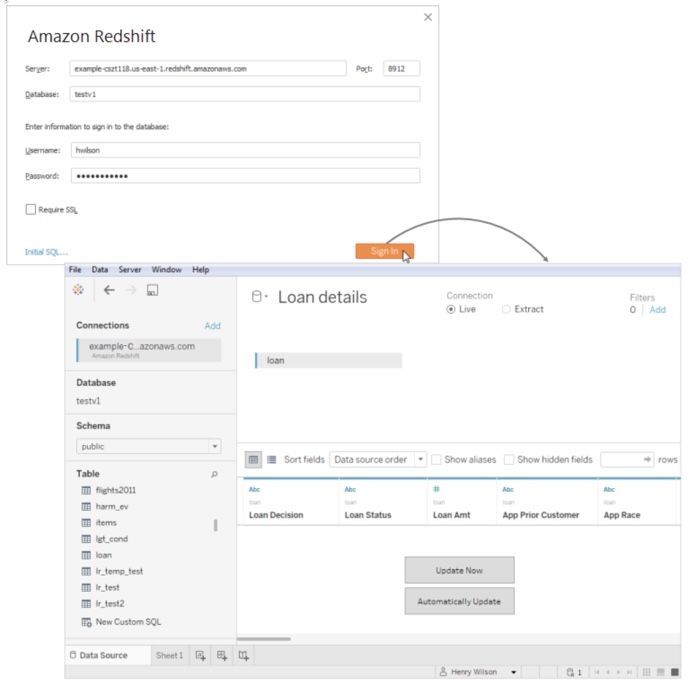 Amazon Redshift
Server: example-cszt118.us-east-1.redshift.amazonaws.com Port: 8912
Database: testv1
Enter information to sign in to the database:
Username: hwilson
Password: •••••••••••
Require SSL
Initial SQL... Sign In
File Data Server Window Help
Loan details
Connection
Live Extract
Filters
0 Add
Connections Add
example-C...azonaws.com
Amazon Redshift
Database
testv1
Schema
public
Table
flights2011
harm_ev
items
lgt_cond
loan
lr_temp_test
lr_test
lr_test2
New Custom SQL
loan
Sort fields Data source order Show aliases Show hidden fields rows
Abc Abc # Abc Abc
loan loan loan loan loan
Loan Decision Loan Status Loan Amt App Prior Customer App Race
Update Now
Automatically Update
Data Source Sheet 1
Henry Wilson 1